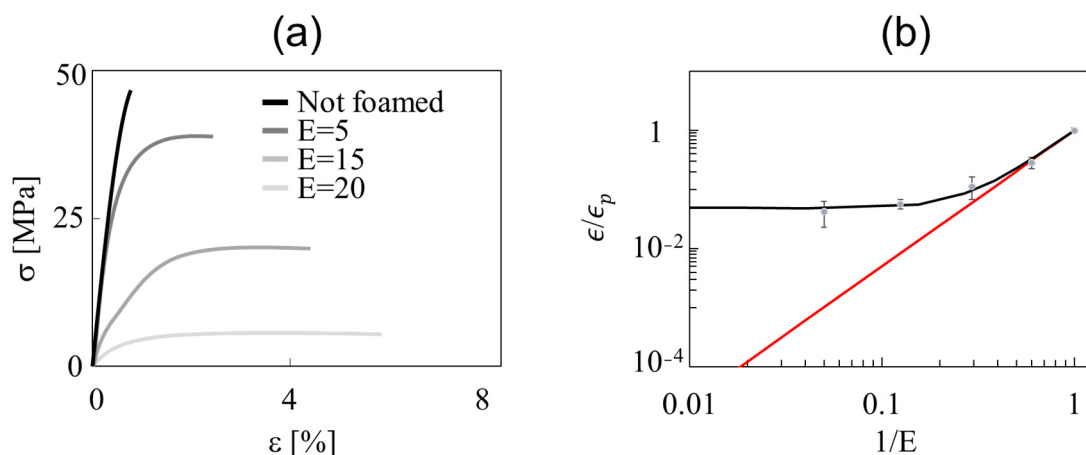 (a)
50
25
0
σ [MPa]
0
4
8
ε [%]
Not foamed
E=5
E=15
E=20
(b)
1
10⁻²
10⁻⁴
ϵ/ϵₚ
0.01
0.1
1
1/E